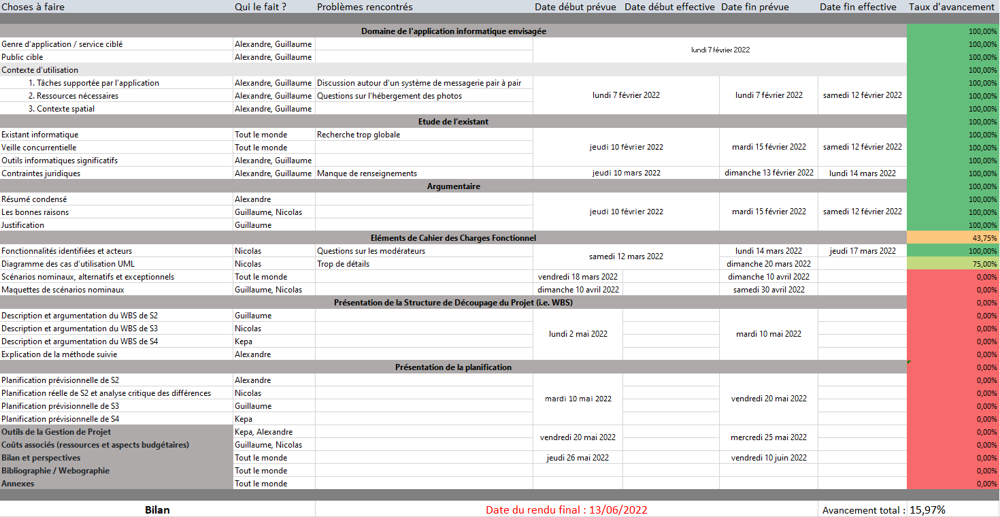 Choses à faire Qui le fait ? Problèmes rencontrés Date début prévue Date début effective Date fin prévue Date fin effective Taux d'avancement
Domaine de l'application informatique envisagée 100,00%
Genre d'application / service ciblé Alexandre, Guillaume 100,00%
lundi 7 février 2022
Public cible Alexandre, Guillaume 100,00%
Contexte d'utilisation 100,00%
1. Tâches supportée par l'application Alexandre, Guillaume Discussion autour d'un système de messagerie pair à pair 100,00%
2. Ressources nécessaires Alexandre, Guillaume Questions sur l'hébergement des photos lundi 7 février 2022 lundi 7 février 2022 samedi 12 février 2022 100,00%
3. Contexte spatial Alexandre, Guillaume 100,00%
Etude de l'existant 100,00%
Existant informatique Tout le monde Recherche trop globale 100,00%
Veille concurrentielle Tout le monde jeudi 10 février 2022 mardi 15 février 2022 samedi 12 février 2022 100,00%
Outils informatiques significatifs Alexandre, Guillaume 100,00%
Contraintes juridiques Alexandre, Guillaume Manque de renseignements jeudi 10 mars 2022 dimanche 13 février 2022 lundi 14 mars 2022 100,00%
Argumentaire 100,00%
Résumé condensé Alexandre 100,00%
Les bonnes raisons Guillaume, Nicolas jeudi 10 février 2022 mardi 15 février 2022 samedi 12 février 2022 100,00%
Justification Guillaume 100,00%
Eléments de Cahier des Charges Fonctionnel 43,75%
Fonctionnalités identifiées et acteurs Nicolas Questions sur les modérateurs lundi 14 mars 2022 jeudi 17 mars 2022 100,00%
samedi 12 mars 2022
Diagramme des cas d'utilisation UML Nicolas Trop de détails dimanche 20 mars 2022 75,00%
Scénarios nominaux, alternatifs et exceptionnels Tout le monde vendredi 18 mars 2022 dimanche 10 avril 2022 0,00%
Maquettes de scénarios nominaux Guillaume, Nicolas dimanche 10 avril 2022 samedi 30 avril 2022 0,00%
Présentation de la Structure de Découpage du Projet (i.e. WBS) 0,00%
Description et argumentation du WBS de S2 Guillaume 0,00%
Description et argumentation du WBS de S3 Nicolas 0,00%
lundi 2 mai 2022 mardi 10 mai 2022
Description et argumentation du WBS de S4 Kepa 0,00%
Explication de la méthode suivie Alexandre 0,00%
Présentation de la planification 0,00%
Planification prévisionnelle de S2 Alexandre 0,00%
Planification réelle de S2 et analyse critique des différences Nicolas 0,00%
mardi 10 mai 2022 vendredi 20 mai 2022
Planification prévisionnelle de S3 Guillaume 0,00%
Planification prévisionnelle de S4 Kepa 0,00%
Outils de la Gestion de Projet Kepa, Alexandre 0,00%
vendredi 20 mai 2022 mercredi 25 mai 2022
Coûts associés (ressources et aspects budgétaires) Guillaume, Nicolas 0,00%
Bilan et perspectives Tout le monde jeudi 26 mai 2022 vendredi 10 juin 2022 0,00%
Bibliographie / Webographie Tout le monde 0,00%
Annexes Tout le monde 0,00%
Bilan Date du rendu final : 13/06/2022 Avancement total : 15,97%